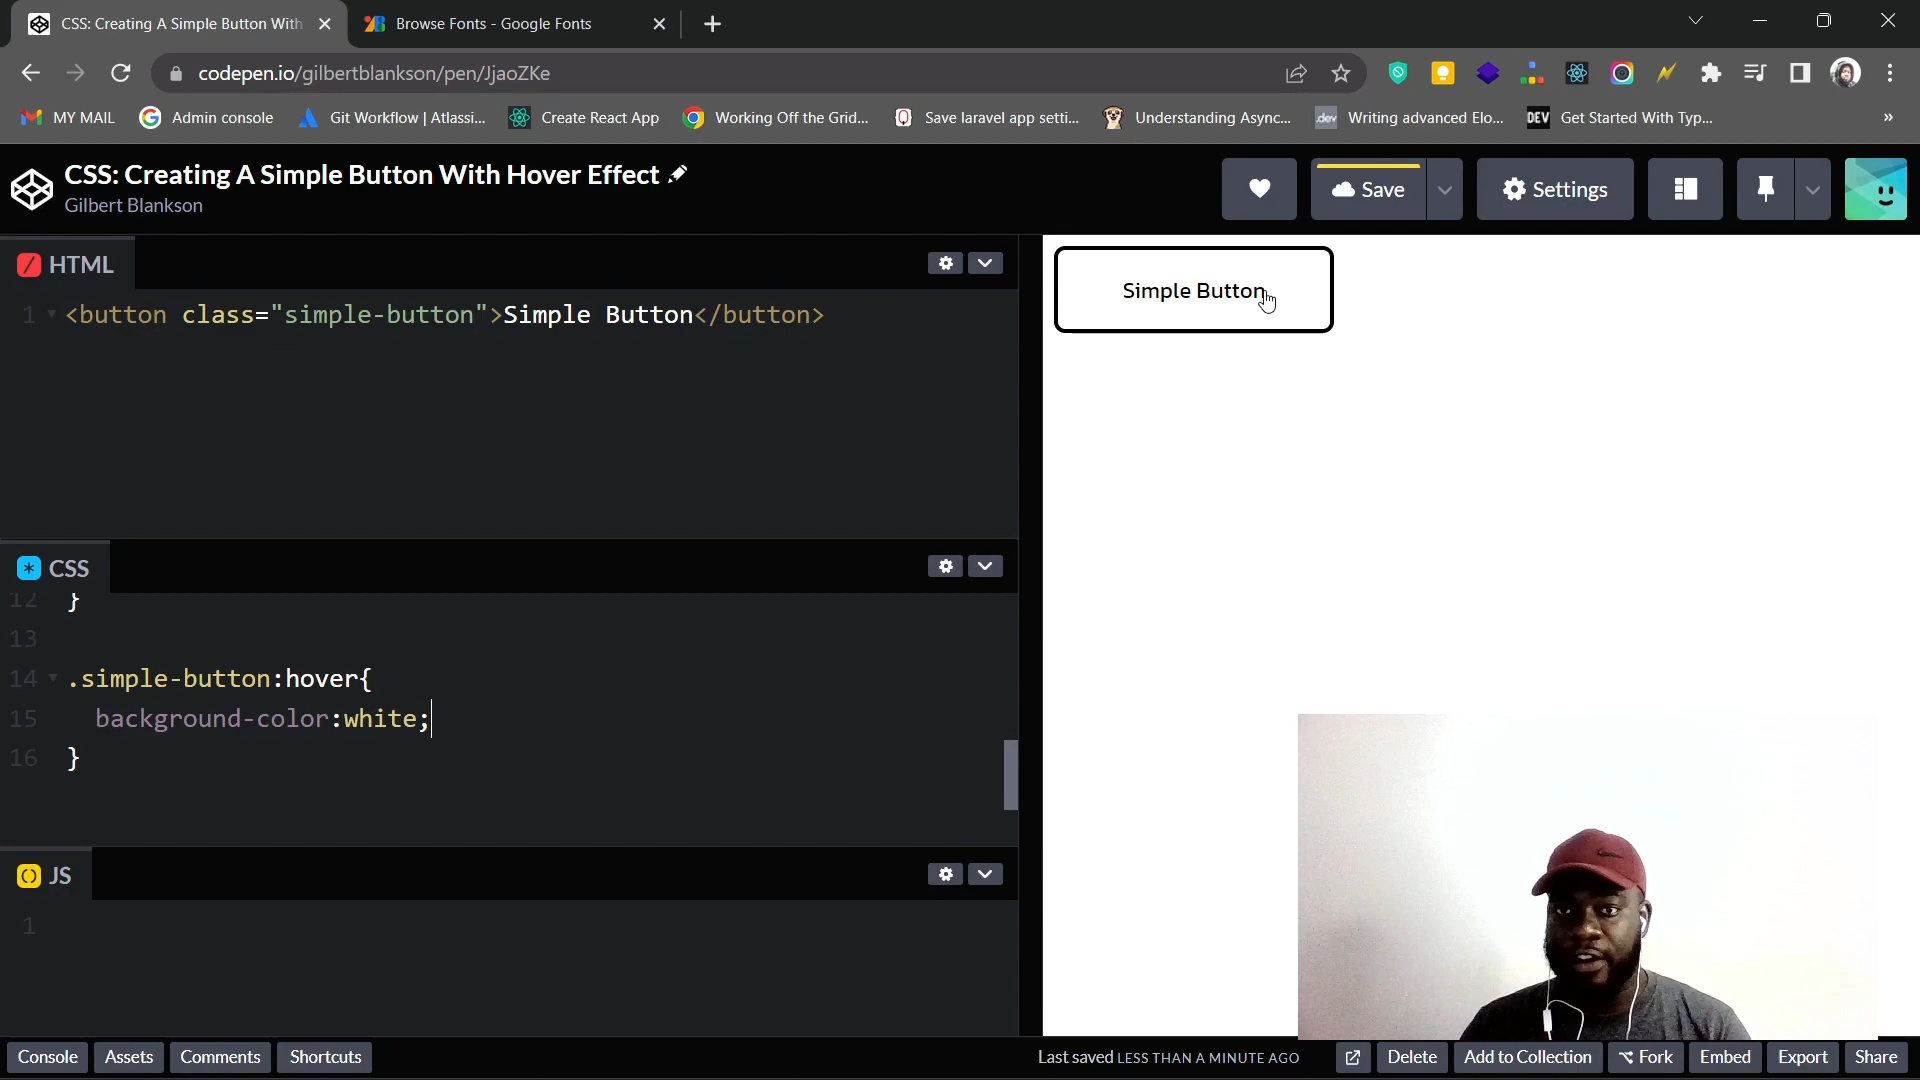 CSS: Creating A Simple Button With
Browse Fonts - Google Fonts
codepen.io/gilbertblankson/pen/JjaoZKe
MY MAIL
Admin console
Git Workflow | Atlassi...
Create React App
Working Off the Grid...
Save laravel app setti...
Understanding Async...
.dev
Writing advanced Elo...
DEV
Get Started With Typ...
»
CSS: Creating A Simple Button With Hover Effect
Gilbert Blankson
Save
Settings
HTML
1 <button class="simple-button">Simple Button</button>
Simple Button
CSS
12 }
13
14 .simple-button:hover{
15 background-color:white;
16 }
JS
1
Console
Assets
Comments
Shortcuts
Last saved LESS THAN A MINUTE AGO
Delete
Add to Collection
Fork
Embed
Export
Share